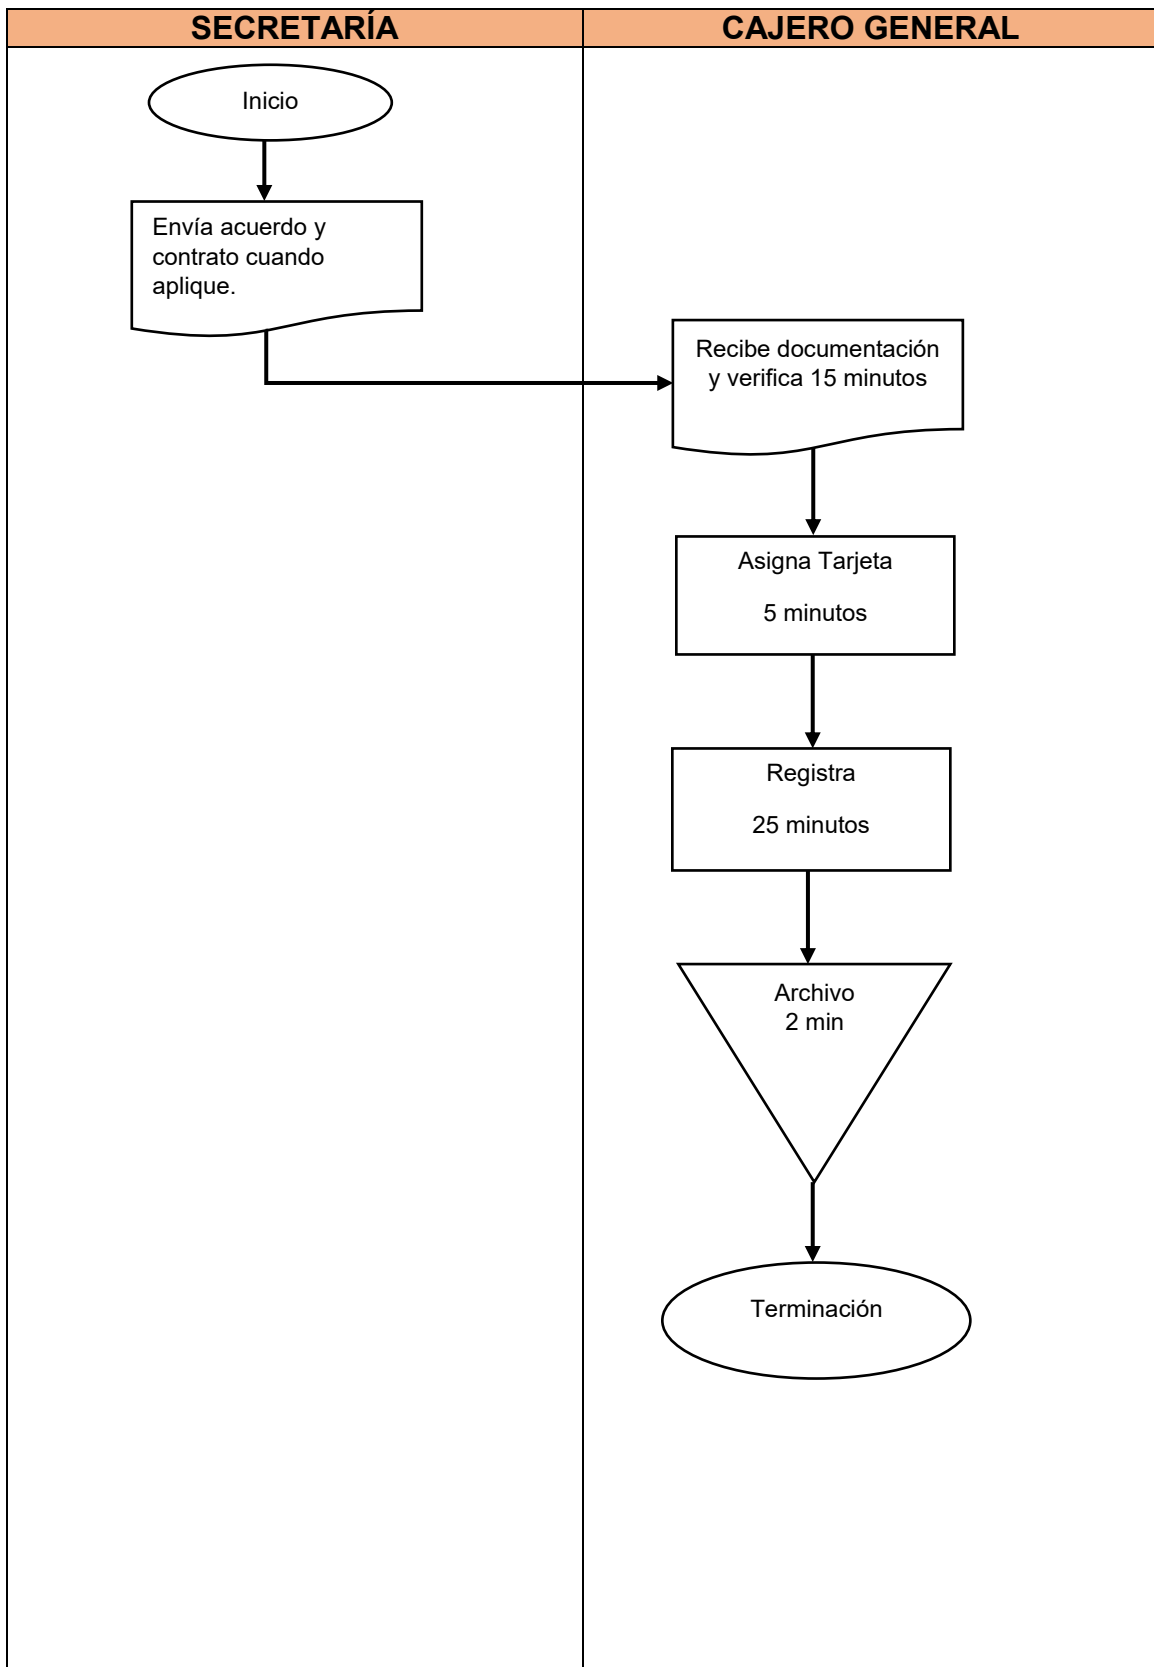 SECRETARÍA
CAJERO GENERAL
Inicio
Envía acuerdo y
contrato cuando
aplique.
Recibe documentación
y verifica 15 minutos
Asigna Tarjeta
5 minutos
Registra
25 minutos
Archivo
2 min
Terminación